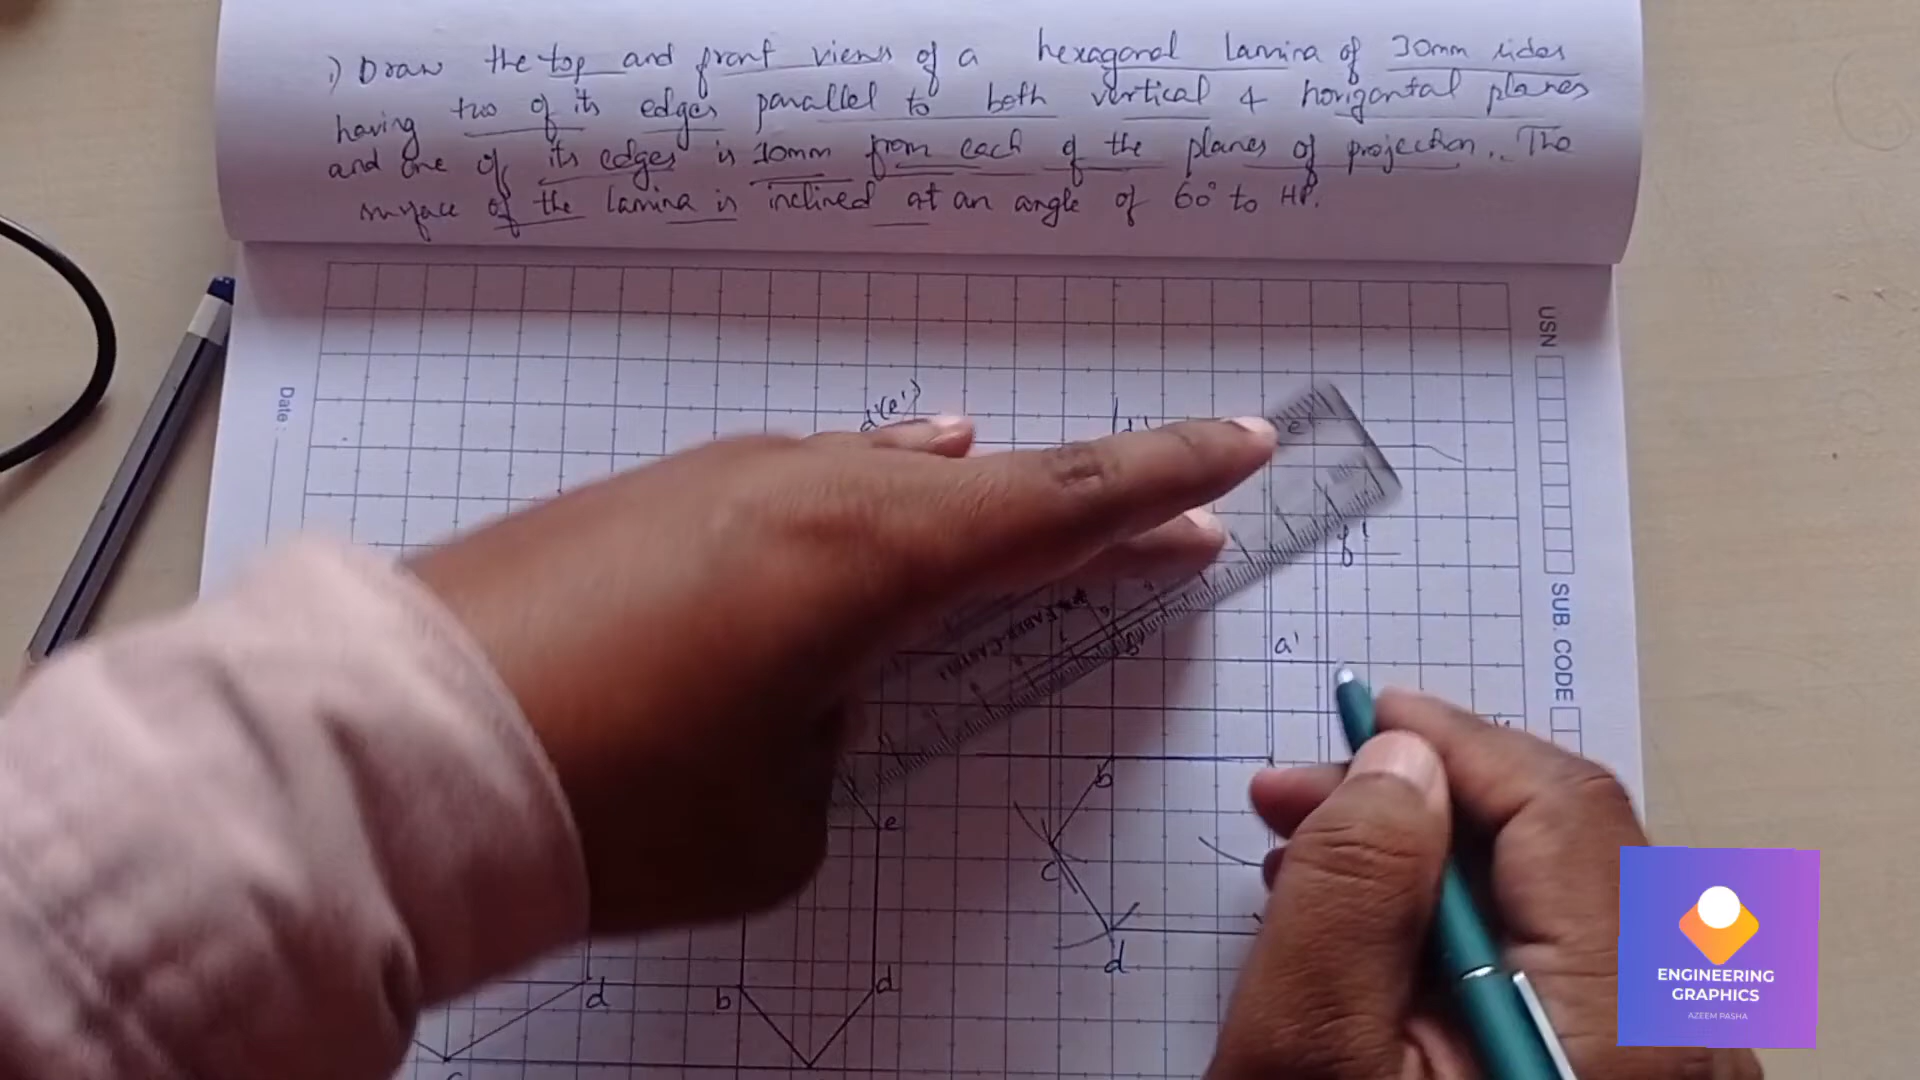 1) Draw the top and front views of a hexagonal Lamina of 30mm sides
having two of its edges parallel to both vertical & horizontal planes
and one of its edges is 10mm from each of the planes of projection. The
surface of the lamina is inclined at an angle of 60° to HP.
USN
Date:
d'(e')
d'
e'
f'
SUB. CODE
FABER-CASTELL
a'
b
e
c
d
d
b
d
c
ENGINEERING
GRAPHICS
AZEEM PASHA